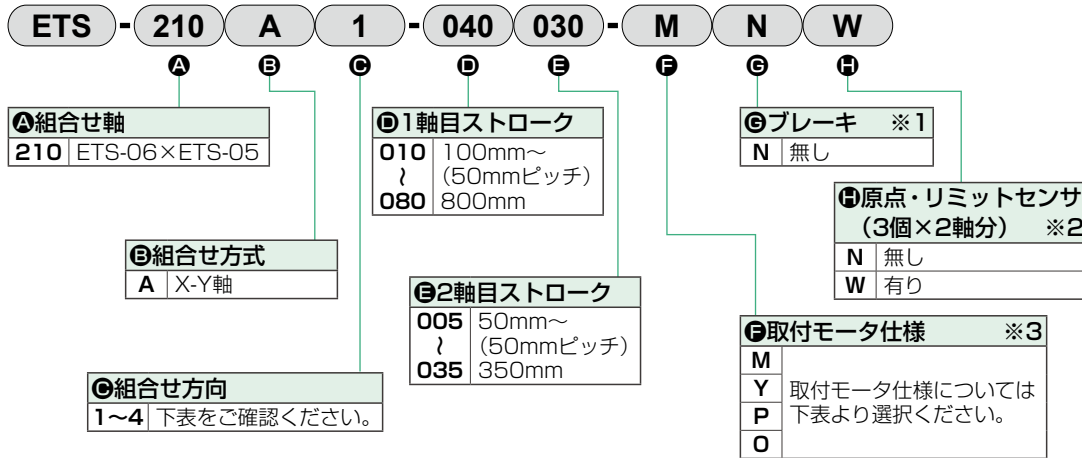 ETS - 210 A 1 - 040 030 - M N W
A B C D E F G H
A組合せ軸
210 ETS-06×ETS-05
D1軸目ストローク
010 100mm〜
〜 (50mmピッチ)
080 800mm
Gブレーキ ※1
N 無し
H原点・リミットセンサ
(3個×2軸分) ※2
N 無し
W 有り
B組合せ方式
A X-Y軸
E2軸目ストローク
005 50mm〜
〜 (50mmピッチ)
035 350mm
F取付モータ仕様 ※3
M
Y 取付モータ仕様については
P 下表より選択ください。
O
C組合せ方向
1〜4 下表をご確認ください。